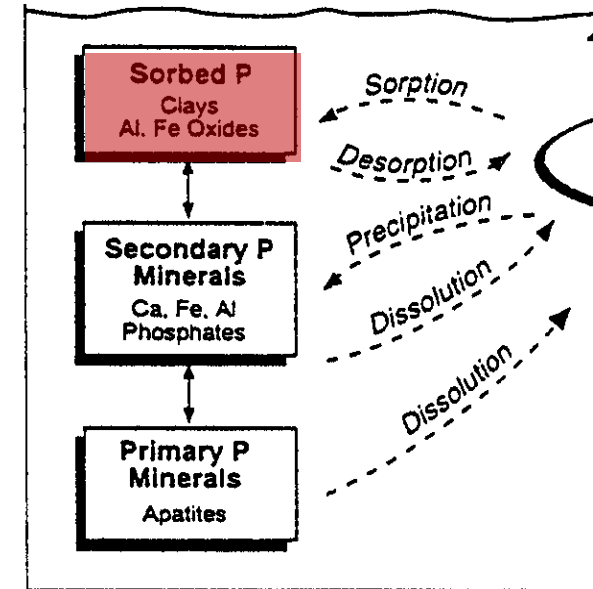 Sorbed P
Clays
Al, Fe Oxides
Sorption
Desorption
Precipitation
Secondary P
Minerals
Ca, Fe, Al
Phosphates
Dissolution
Dissolution
Primary P
Minerals
Apatites